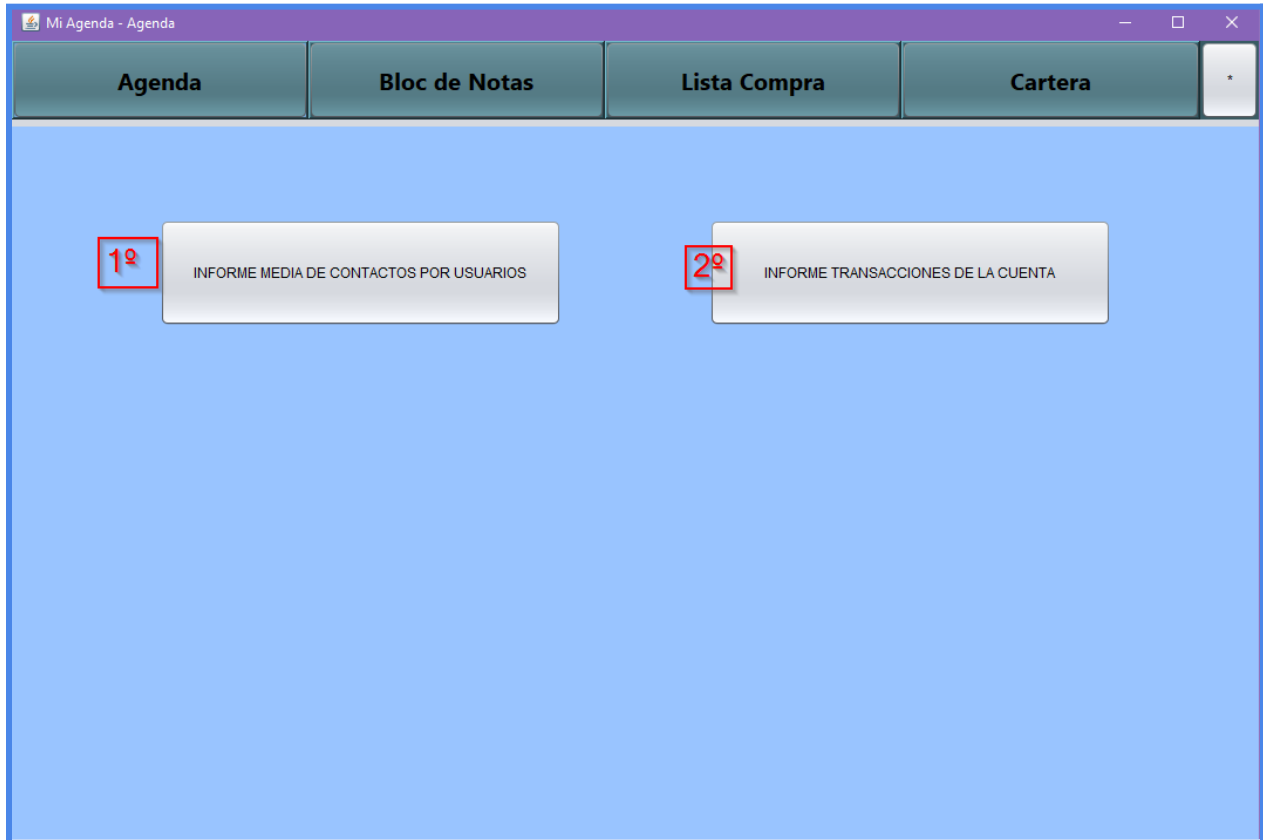 Mi Agenda - Agenda
Agenda
Bloc de Notas
Lista Compra
Cartera
*
1º
INFORME MEDIA DE CONTACTOS POR USUARIOS
2º
INFORME TRANSACCIONES DE LA CUENTA